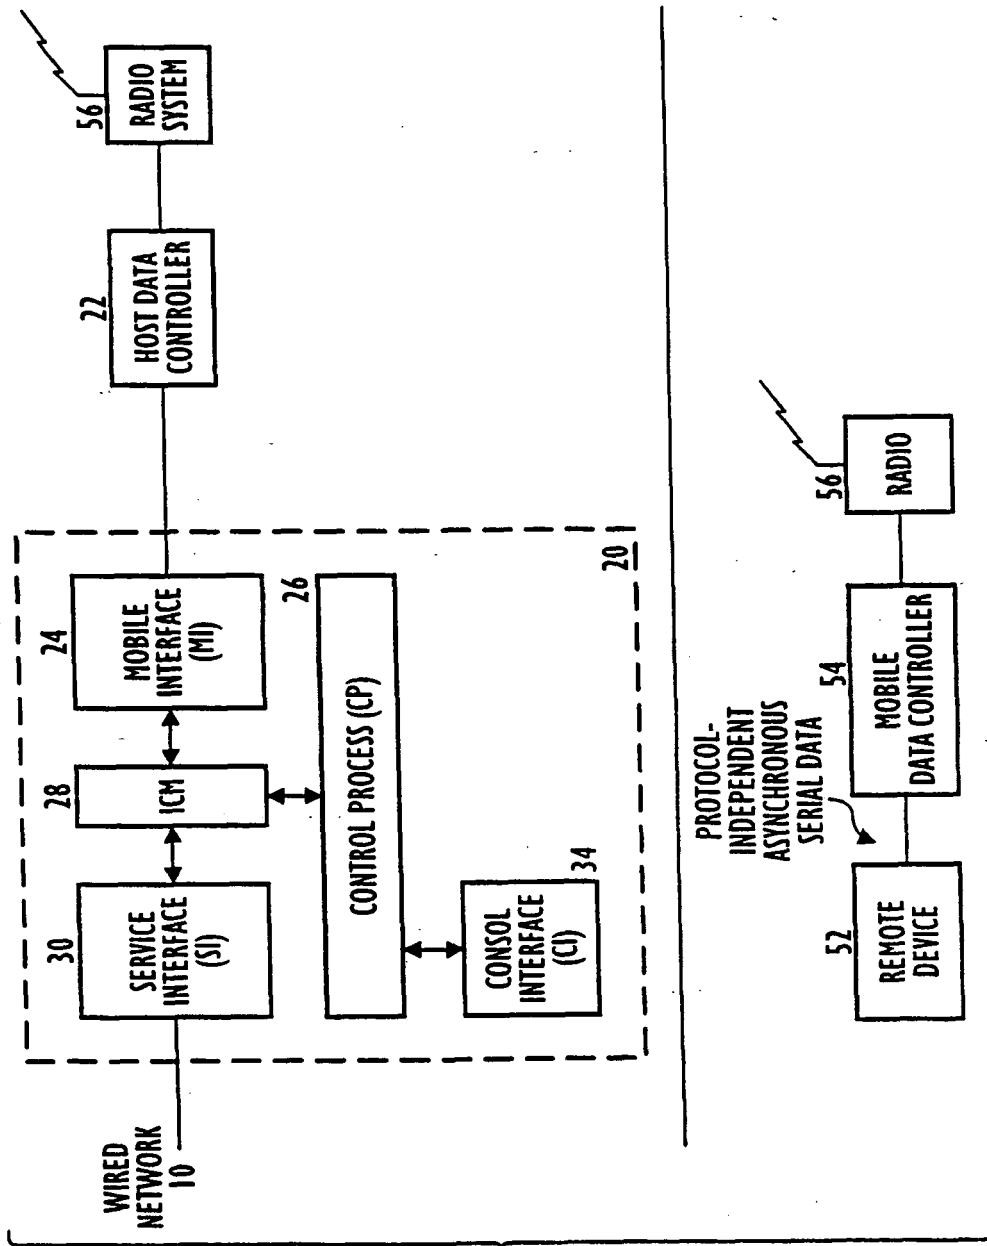 WIRED
NETWORK
10
30
SERVICE
INTERFACE
(SI)
28
ICM
24
MOBILE
INTERFACE
(MI)
22
HOST DATA
CONTROLLER
56
RADIO
SYSTEM
26
CONTROL PROCESS (CP)
CONSOL
INTERFACE
(CI)
34
20
PROTOCOL-
INDEPENDENT
ASYNCHRONOUS
SERIAL DATA
52
REMOTE
DEVICE
54
MOBILE
DATA CONTROLLER
56
RADIO